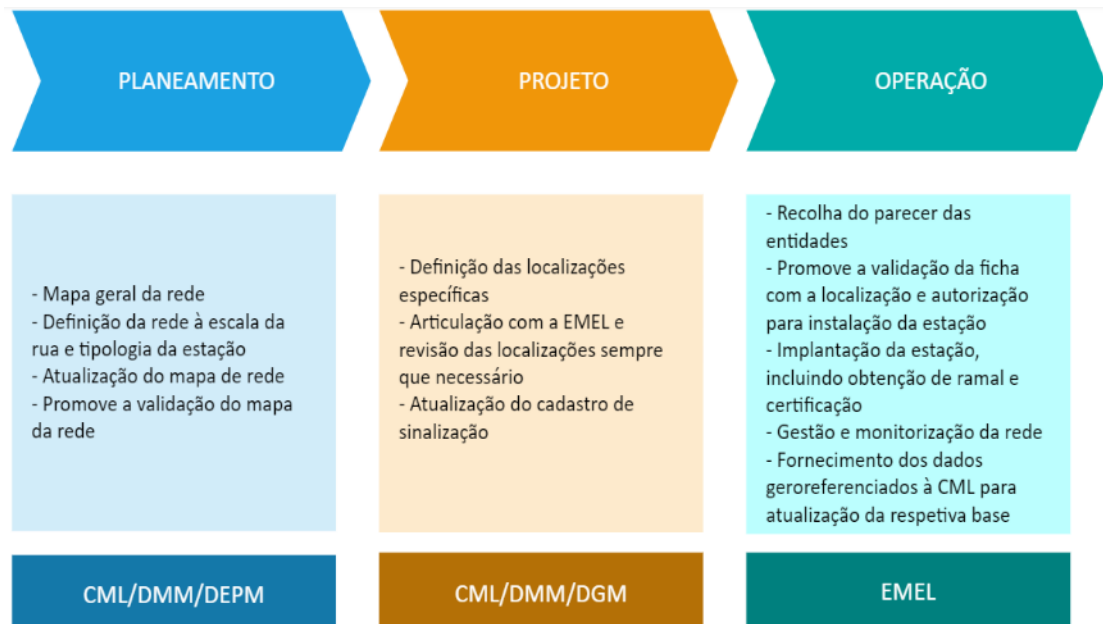 PLANEAMENTO
PROJETO
OPERAÇÃO
- Mapa geral da rede
- Definição da rede à escala da
rua e tipologia da estação
- Atualização do mapa de rede
- Promove a validação do mapa
da rede
- Definição das localizações
específicas
- Articulação com a EMEL e
revisão das localizações sempre
que necessário
- Atualização do cadastro de
sinalização
- Recolha do parecer das
entidades
- Promove a validação da ficha
com a localização e autorização
para instalação da estação
- Implantação da estação,
incluindo obtenção de ramal e
certificação
- Gestão e monitorização da rede
- Fornecimento dos dados
georeferenciados à CML para
atualização da respetiva base
CML/DMM/DEPM
CML/DMM/DGM
EMEL